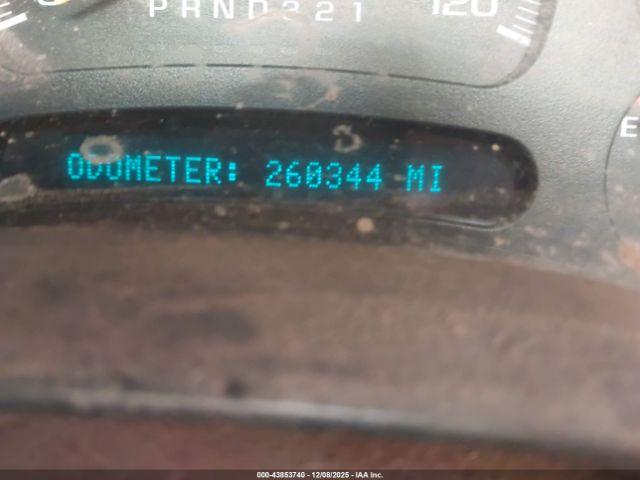 PRND321
120
E
ODOMETER: 260344 MI
000-43853740 - 12/08/2025 - IAA Inc.